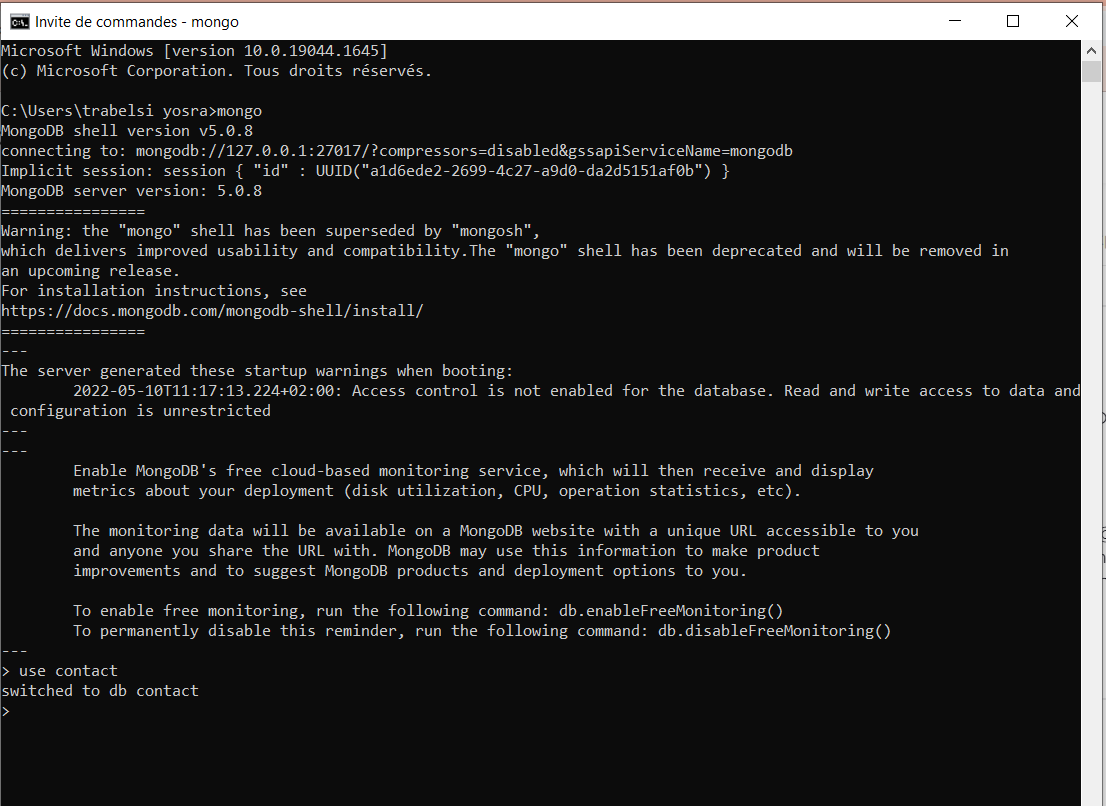 Invite de commandes - mongo
Microsoft Windows [version 10.0.19044.1645]
(c) Microsoft Corporation. Tous droits réservés.
C:\Users\trabelsi yosra>mongo
MongoDB shell version v5.0.8
connecting to: mongodb://127.0.0.1:27017/?compressors=disabled&gssapiServiceName=mongodb
Implicit session: session { "id" : UUID("a1d6ede2-2699-4c27-a9d0-da2d5151af0b") }
MongoDB server version: 5.0.8
================
Warning: the "mongo" shell has been superseded by "mongosh",
which delivers improved usability and compatibility.The "mongo" shell has been deprecated and will be removed in
an upcoming release.
For installation instructions, see
https://docs.mongodb.com/mongodb-shell/install/
================
---
The server generated these startup warnings when booting:
        2022-05-10T11:17:13.224+02:00: Access control is not enabled for the database. Read and write access to data and
 configuration is unrestricted
---
---
        Enable MongoDB's free cloud-based monitoring service, which will then receive and display
        metrics about your deployment (disk utilization, CPU, operation statistics, etc).
        The monitoring data will be available on a MongoDB website with a unique URL accessible to you
        and anyone you share the URL with. MongoDB may use this information to make product
        improvements and to suggest MongoDB products and deployment options to you.
        To enable free monitoring, run the following command: db.enableFreeMonitoring()
        To permanently disable this reminder, run the following command: db.disableFreeMonitoring()
---
> use contact
switched to db contact
>